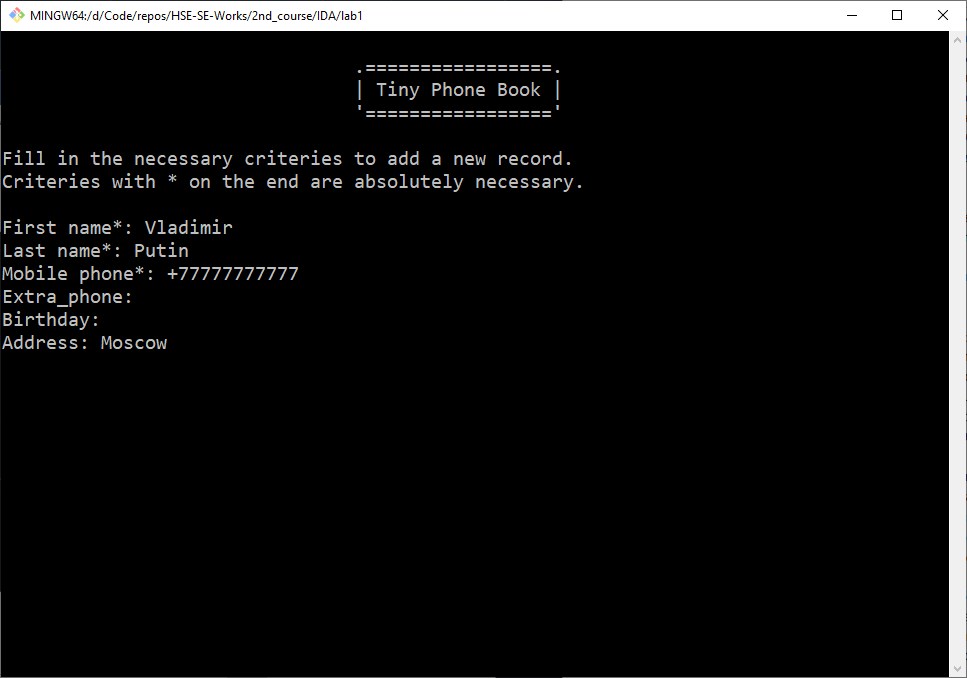 MINGW64:/d/Code/repos/HSE-SE-Works/2nd_course/IDA/lab1
.=================.
| Tiny Phone Book |
'================='
Fill in the necessary criteries to add a new record.
Criteries with * on the end are absolutely necessary.
First name*: Vladimir
Last name*: Putin
Mobile phone*: +77777777777
Extra_phone:
Birthday:
Address: Moscow